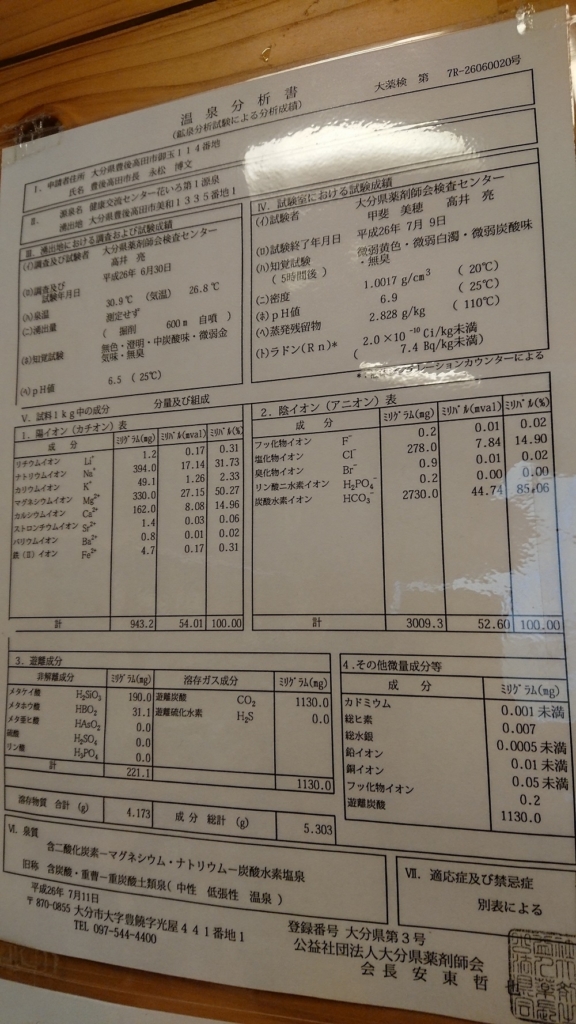 温泉分析書
(鉱泉分析試験による分析成績)
大薬検 第 7R-26060020号
I. 申請者住所 大分県豊後高田市御玉114番地
氏名 豊後高田市長 永松 博文
II. 源泉名 健康交流センター花いろ第1源泉
湧出地 大分県豊後高田市美和1335番地1
III. 湧出地における調査および試験成績
(イ)調査及び試験者 大分県薬剤師会検査センター
高井 亮
(ロ)調査及び試験年月日 平成26年 6月30日
(ハ)泉温 30.9℃ (気温) 26.8℃
(ニ)湧出量 測定せず
( 掘削 600m 自噴 )
(ホ)知覚試験 無色・澄明・中炭酸味・微弱金気味・無臭
(ヘ)pH値 6.5 (25℃)
IV. 試験室における試験成績
(イ)試験者 大分県薬剤師会検査センター
甲斐 美穂 高井 亮
(ロ)試験終了年月日 平成26年 7月 9日
(ハ)知覚試験 微弱黄色・微弱白濁・微弱炭酸味
(5時間後) ・無臭
(ニ)密度 1.0017 g/cm³ (20℃)
(ホ)pH値 6.9 (25℃)
(ヘ)蒸発残留物 2.828 g/kg (110℃)
(ト)ラドン(Rn)* 2.0×10⁻¹⁰ Ci/kg未満
( 7.4 Bq/kg未満)
レーションカウンターによる
V. 試料1kg中の成分 分量及び組成
1. 陽イオン(カチオン)表
成分 ミリグラム(mg) ミリバル(mval) ミリバル(%)
リチウムイオン Li⁺ 1.2 0.17 0.31
ナトリウムイオン Na⁺ 394.0 17.14 31.73
カリウムイオン K⁺ 49.1 1.26 2.33
マグネシウムイオン Mg²⁺ 330.0 27.15 50.27
カルシウムイオン Ca²⁺ 162.0 8.08 14.96
ストロンチウムイオン Sr²⁺ 1.4 0.03 0.06
バリウムイオン Ba²⁺ 0.8 0.01 0.02
鉄(II)イオン Fe²⁺ 4.7 0.17 0.31
計 943.2 54.01 100.00
2. 陰イオン(アニオン)表
成分 ミリグラム(mg) ミリバル(mval) ミリバル(%)
フッ化物イオン F⁻ 0.2 0.01 0.02
塩化物イオン Cl⁻ 278.0 7.84 14.90
臭化物イオン Br⁻ 0.9 0.01 0.02
リン酸二水素イオン H₂PO₄⁻ 0.2 0.00 0.00
炭酸水素イオン HCO₃⁻ 2730.0 44.74 85.06
計 3009.3 52.60 100.00
3. 遊離成分
非解離成分 ミリグラム(mg) 溶存ガス成分 ミリグラム(mg)
メタケイ酸 H₂SiO₃ 190.0 遊離炭酸 CO₂ 1130.0
メタホウ酸 HBO₂ 31.1 遊離硫化水素 H₂S 0.0
メタ亜ヒ酸 HAsO₂ 0.0
硫酸 H₂SO₄ 0.0
リン酸 H₃PO₄ 0.0
計 221.1 1130.0
4. その他微量成分等
成分 ミリグラム(mg)
カドミウム 0.001 未満
総ヒ素 0.007
総水銀 0.0005 未満
鉛イオン 0.01 未満
銅イオン 0.05 未満
フッ化物イオン 0.2
遊離炭酸 1130.0
溶存物質 合計 (g) 4.173 成分 総計 (g) 5.303
VI. 泉質
含二酸化炭素ーマグネシウム・ナトリウムー炭酸水素塩泉
旧称 含炭酸・重曹ー重炭酸土類泉 ( 中性 低張性 温泉 )
VII. 適応症及び禁忌症
別表による
平成26年 7月11日
〒870-0855 大分市大字豊饒字光屋441番地1
TEL 097-544-4400
登録番号 大分県第3号
公益社団法人大分県薬剤師会
会長 安東 哲